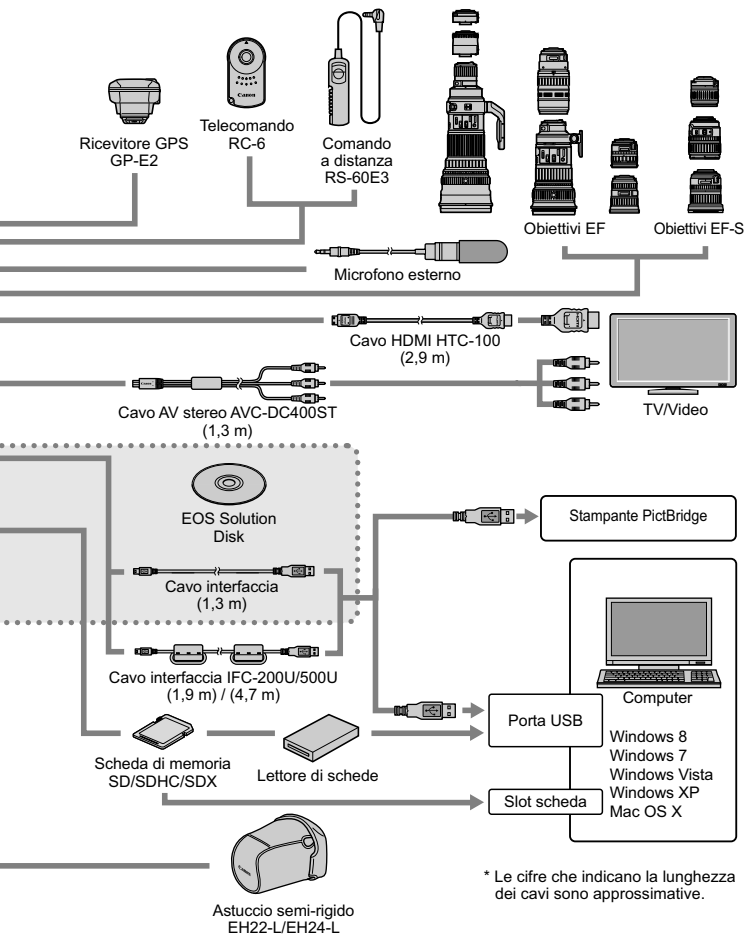 Canon
Ricevitore GPS
GP-E2
Telecomando
RC-6
Comando
a distanza
RS-60E3
Obiettivi EF
Obiettivi EF-S
Microfono esterno
Cavo HDMI HTC-100
(2,9 m)
Cavo AV stereo AVC-DC400ST
(1,3 m)
TV/Video
EOS Solution
Disk
Stampante PictBridge
Cavo interfaccia
(1,3 m)
Cavo interfaccia IFC-200U/500U
(1,9 m) / (4,7 m)
Computer
Porta USB
Windows 8
Windows 7
Windows Vista
Windows XP
Mac OS X
Scheda di memoria
SD/SDHC/SDX
Lettore di schede
Slot scheda
* Le cifre che indicano la lunghezza
dei cavi sono approssimative.
Astuccio semi-rigido
EH22-L/EH24-L